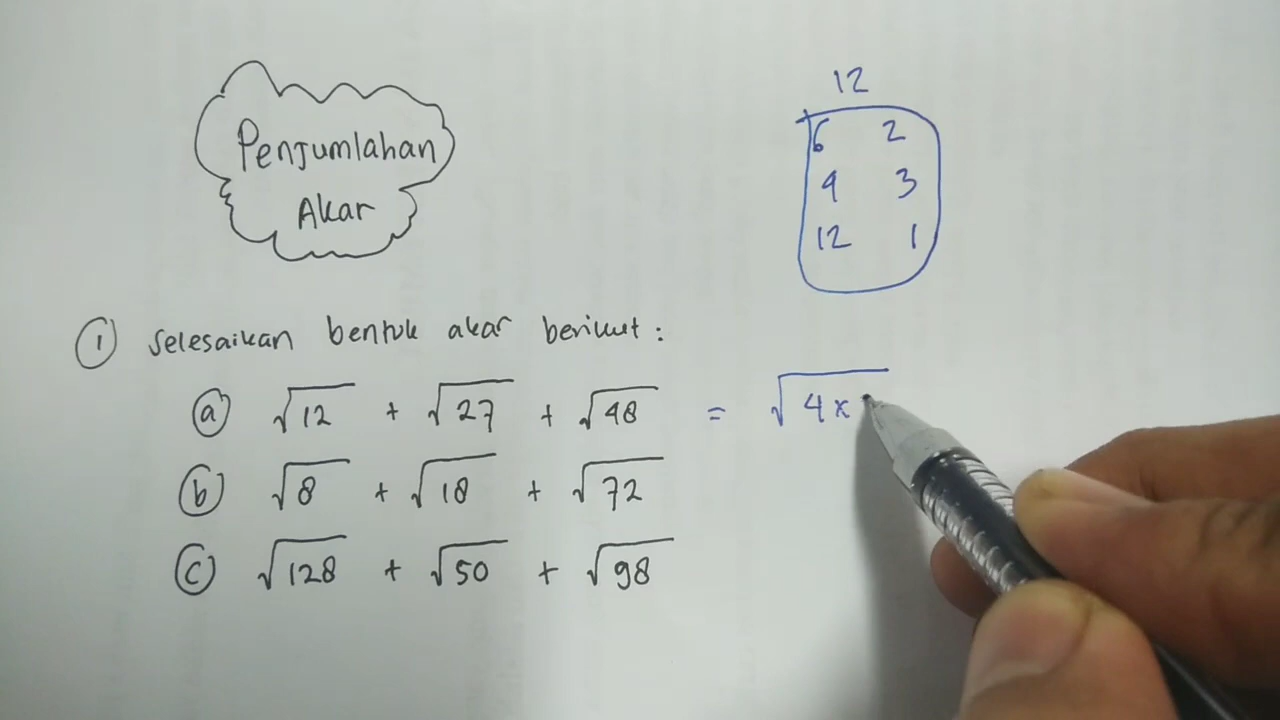 Penjumlahan
Akar
12
6 2
4 3
12 1
① Selesaikan bentuk akar berikut :
ⓐ √12 + √27 + √48 = √4×
ⓑ √8 + √18 + √72
ⓒ √128 + √50 + √98